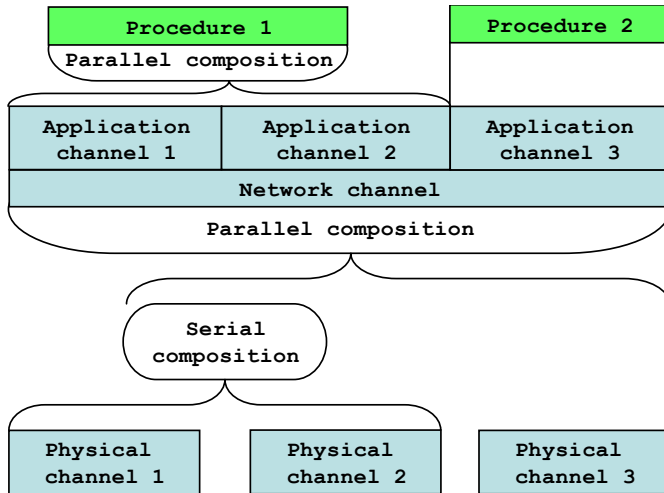 Procedure 1
Procedure 2
Parallel composition
Application
channel 1
Application
channel 2
Application
channel 3
Network channel
Parallel composition
Serial
composition
Physical
channel 1
Physical
channel 2
Physical
channel 3